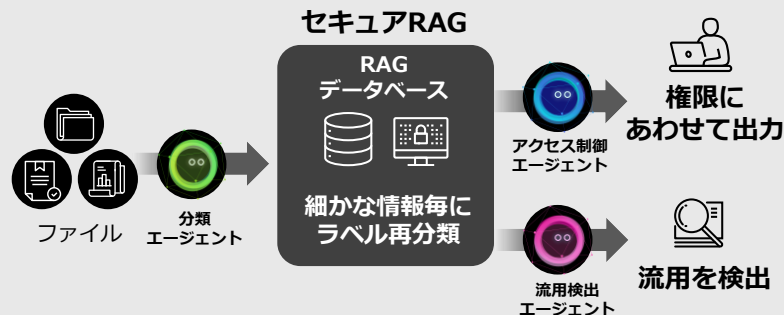 セキュアRAG
ファイル
分類
エージェント
RAG
データベース
細かな情報毎に
ラベル再分類
アクセス制御
エージェント
権限に
あわせて出力
流用検出
エージェント
流用を検出